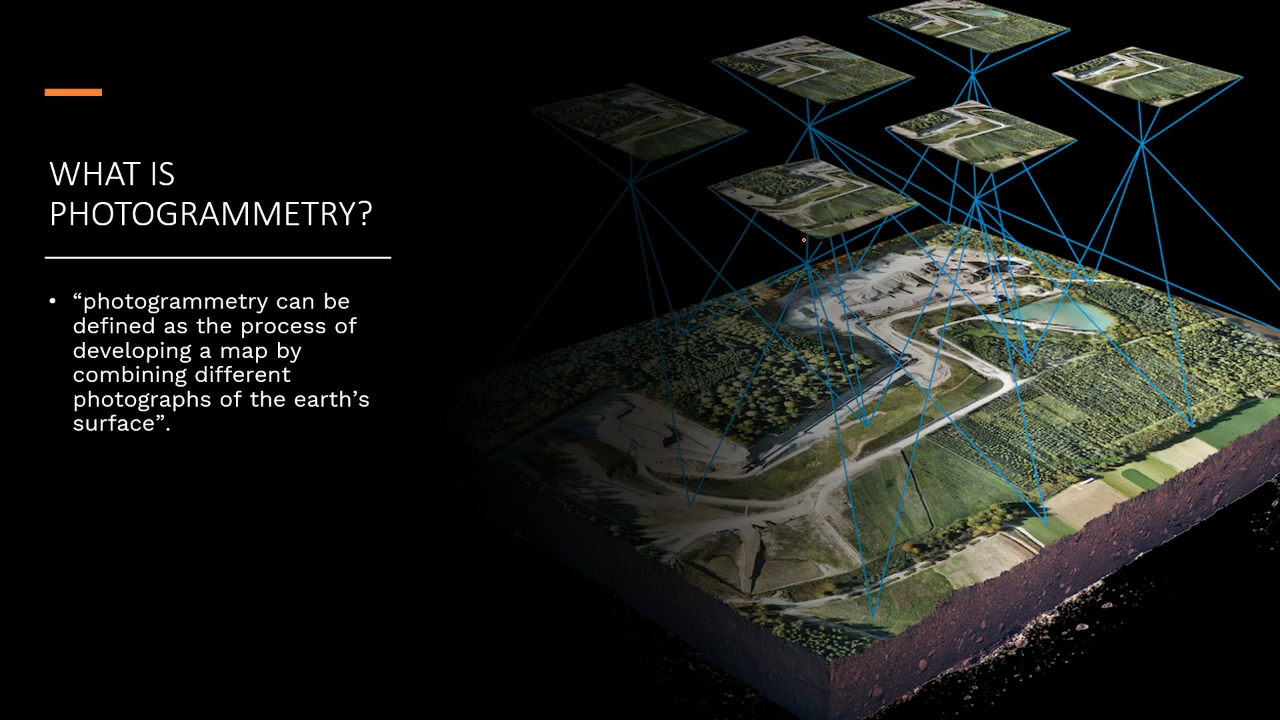 WHAT IS
PHOTOGRAMMETRY?
• “photogrammetry can be
defined as the process of
developing a map by
combining different
photographs of the earth’s
surface”.